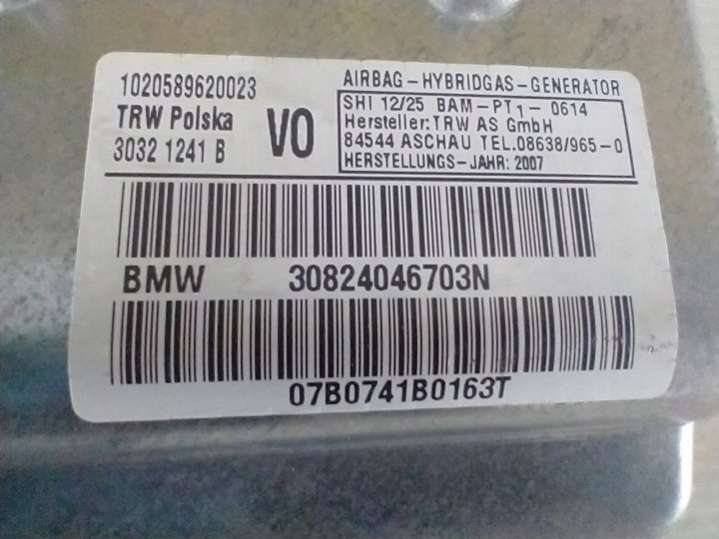 1020589620023
TRW Polska
3032 1241 B
VO
AIRBAG-HYBRIDGAS-GENERATOR
SHI 12/25 BAM-PT1-0614
Hersteller: TRW AS GmbH
84544 ASCHAU TEL.08638/965-0
HERSTELLUNGS-JAHR: 2007
BMW 30824046703N
07B0741B0163T